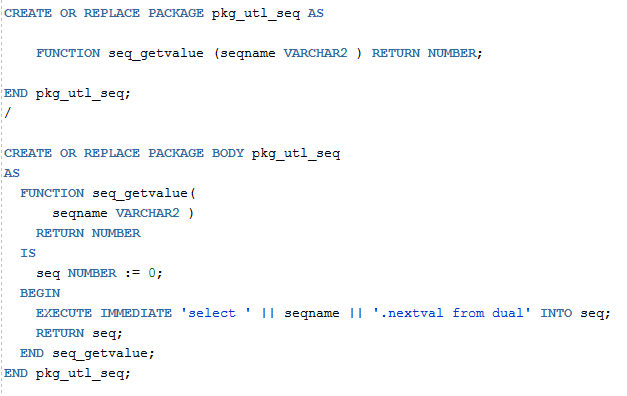 CREATE OR REPLACE PACKAGE pkg_utl_seq AS
FUNCTION seq_getvalue (seqname VARCHAR2 ) RETURN NUMBER;
END pkg_utl_seq;
/
CREATE OR REPLACE PACKAGE BODY pkg_utl_seq
AS
FUNCTION seq_getvalue(
seqname VARCHAR2 )
RETURN NUMBER
IS
seq NUMBER := 0;
BEGIN
EXECUTE IMMEDIATE 'select ' || seqname || '.nextval from dual' INTO seq;
RETURN seq;
END seq_getvalue;
END pkg_utl_seq;